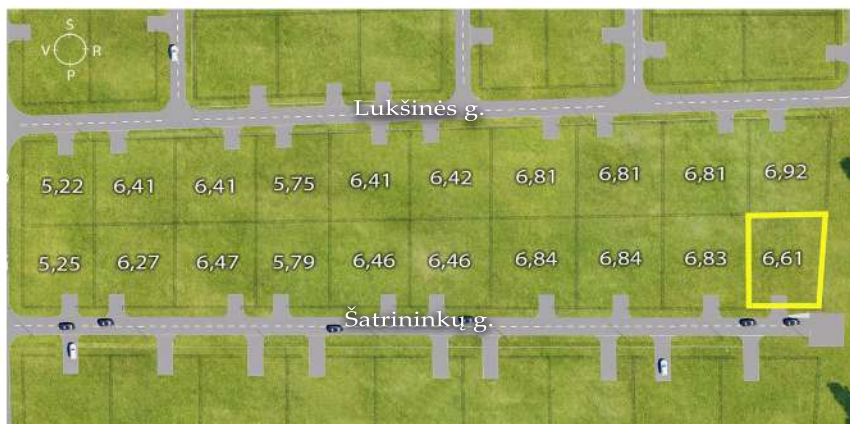 S
V R
P
Lukšinės g.
5,22 6,41 6,41 5,75 6,41 6,42 6,81 6,81 6,81 6,92
5,25 6,27 6,47 5,79 6,46 6,46 6,84 6,84 6,83 6,61
Šatrininkų g.